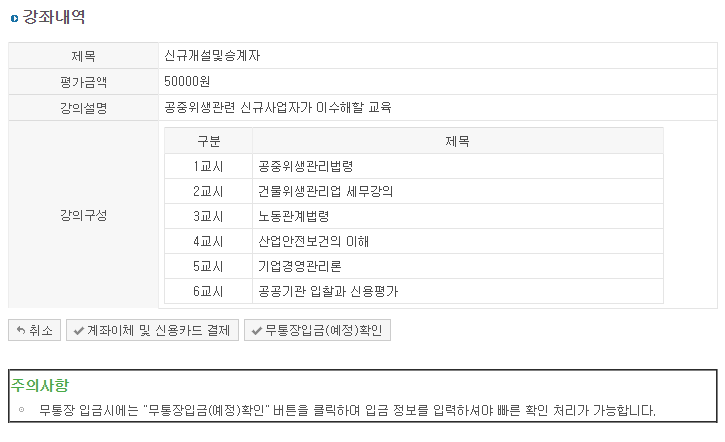 강좌내역
제목 신규개설및승계자
평가금액 50000원
강의설명 공중위생관련 신규사업자가 이수해할 교육
강의구성
구분 제목
1교시 공중위생관리법령
2교시 건물위생관리업 세무강의
3교시 노동관계법령
4교시 산업안전보건의 이해
5교시 기업경영관리론
6교시 공공기관 입찰과 신용평가
취소 계좌이체 및 신용카드 결제 무통장입금(예정)확인
주의사항
무통장 입금시에는 "무통장입금(예정)확인" 버튼을 클릭하여 입금 정보를 입력하셔야 빠른 확인 처리가 가능합니다.